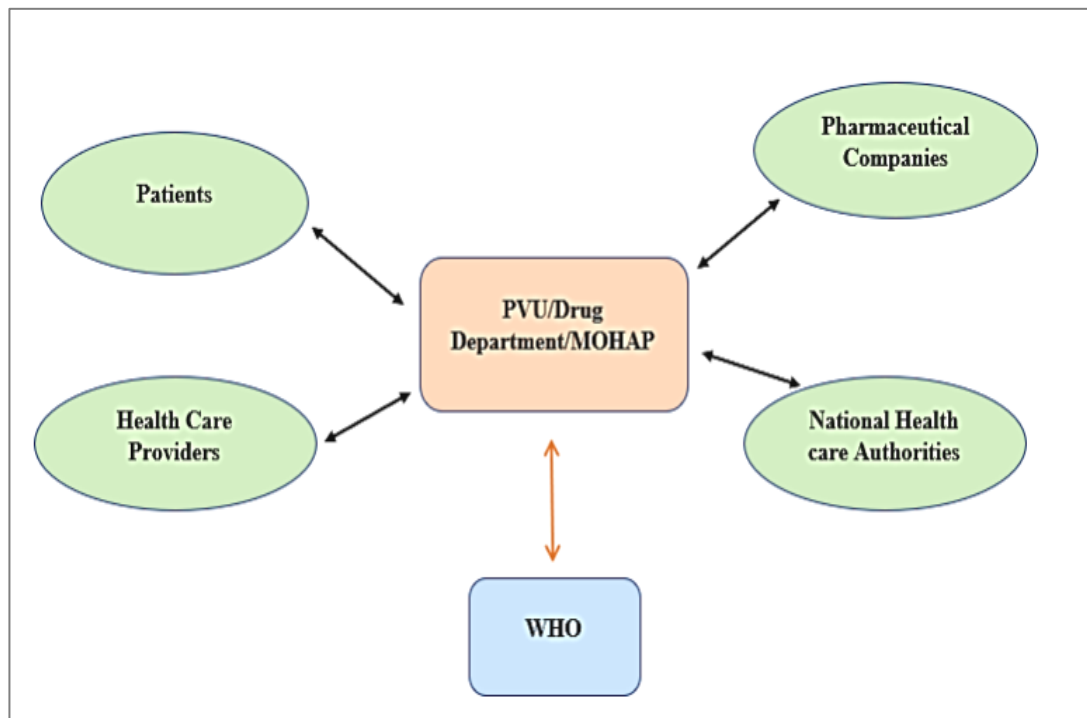 Patients
Pharmaceutical
Companies
PVU/Drug
Department/MOHAP
Health Care
Providers
National Health
care Authorities
WHO